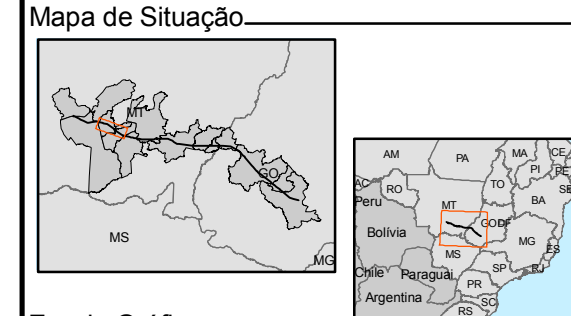 Mapa de Situação
MT
GO
MS
MG
AM
PA
MA
CE
AC
RO
TO
PI
PE
SE
Peru
MT
BA
Bolívia
GO
DF
MG
ES
MS
Chile
Paraguai
SP
RJ
PR
Argentina
SC
RS